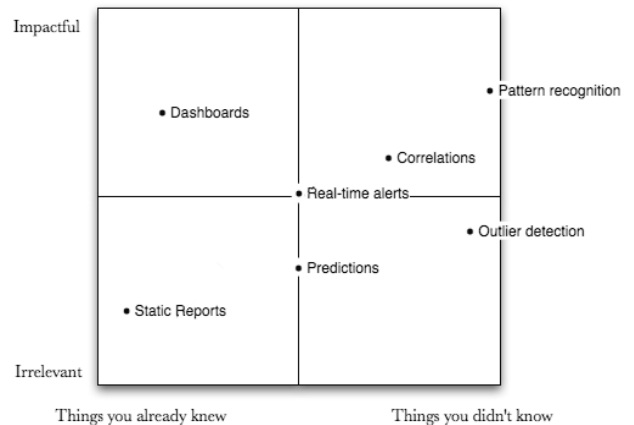 Impactful
Pattern recognition
Dashboards
Correlations
Real-time alerts
Outlier detection
Predictions
Static Reports
Irrelevant
Things you already knew
Things you didn't know